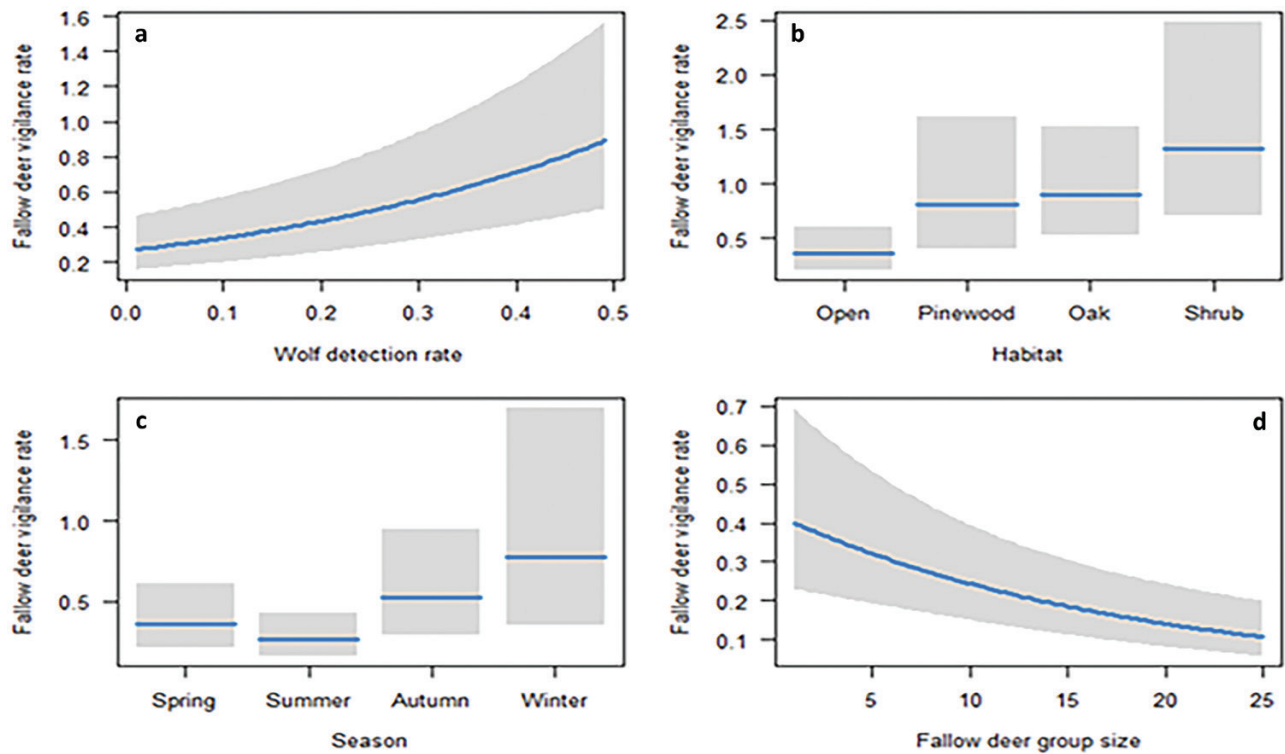 a
Fallow deer vigilance rate
1.6
1.4
1.2
1.0
0.8
0.6
0.4
0.2
0.0 0.1 0.2 0.3 0.4 0.5
Wolf detection rate
b
Fallow deer vigilance rate
2.5
2.0
1.5
1.0
0.5
Open Pinewood Oak Shrub
Habitat
c
Fallow deer vigilance rate
1.5
1.0
0.5
Spring Summer Autumn Winter
Season
d
Fallow deer vigilance rate
0.7
0.6
0.5
0.4
0.3
0.2
0.1
5 10 15 20 25
Fallow deer group size